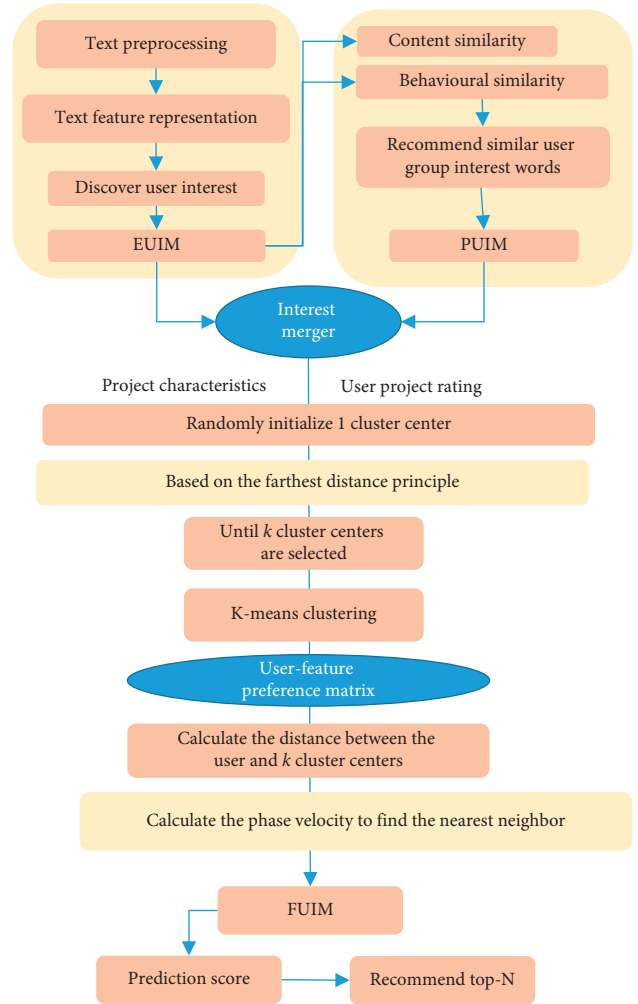 Text preprocessing
Text feature representation
Discover user interest
EUIM
Content similarity
Behavioural similarity
Recommend similar user
group interest words
PUIM
Interest
merger
Project characteristics
User project rating
Randomly initialize 1 cluster center
Based on the farthest distance principle
Until k cluster centers
are selected
K-means clustering
User-feature
preference matrix
Calculate the distance between the
user and k cluster centers
Calculate the phase velocity to find the nearest neighbor
FUIM
Prediction score
Recommend top-N